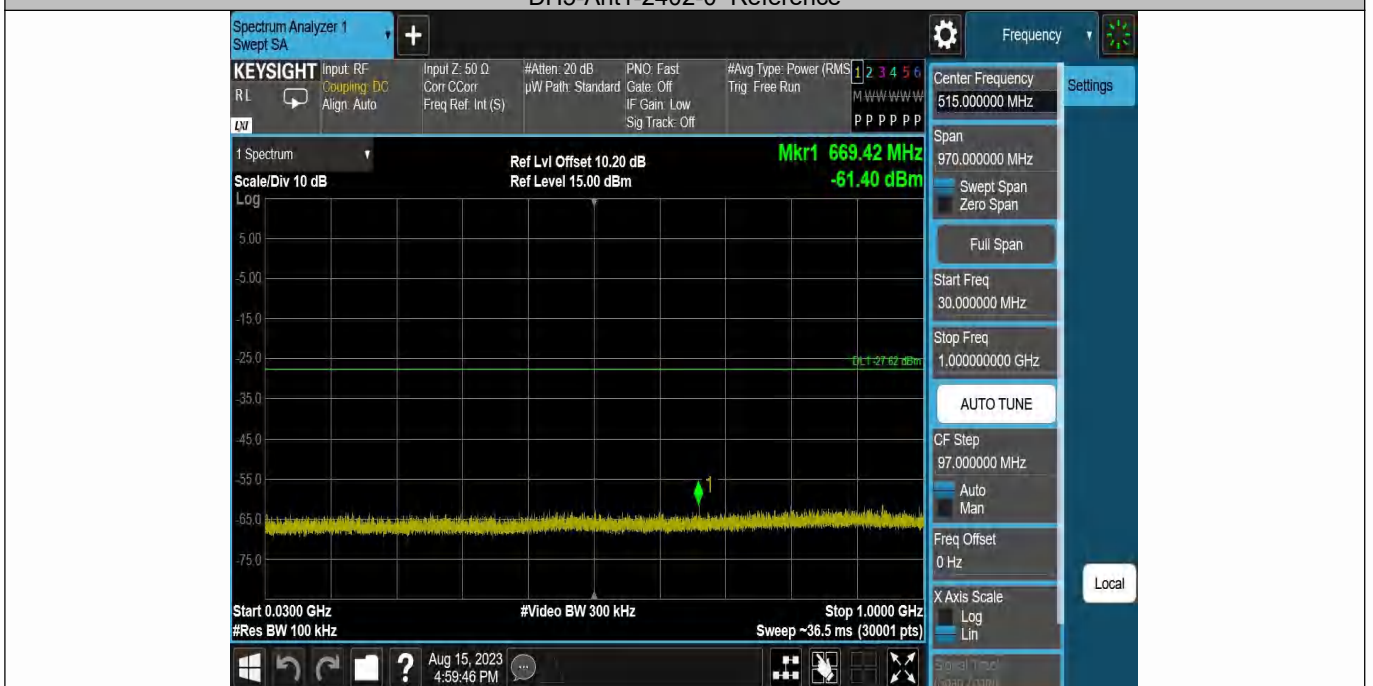 Spectrum Analyzer 1
Swept SA
+
Frequency
KEYSIGHT
RL
LXI
Input: RF
Coupling: DC
Align: Auto
Input Z: 50 Ω
Corr CCorr
Freq Ref: Int (S)
#Atten: 20 dB
µW Path: Standard
PNO: Fast
Gate: Off
IF Gain: Low
Sig Track: Off
#Avg Type: Power (RMS
Trig: Free Run
1 2 3 4 5 6
M W W W W W
P P P P P P
1 Spectrum
Scale/Div 10 dB
Log
Ref Lvl Offset 10.20 dB
Ref Level 15.00 dBm
Mkr1 669.42 MHz
-61.40 dBm
5.00
-5.00
-15.0
-25.0
DL1 -27.62 dBm
-35.0
-45.0
-55.0
1
-65.0
-75.0
Start 0.0300 GHz
#Res BW 100 kHz
#Video BW 300 kHz
Stop 1.0000 GHz
Sweep ~36.5 ms (30001 pts)
?
Aug 15, 2023
4:59:46 PM
Center Frequency
515.000000 MHz
Settings
Span
970.000000 MHz
Swept Span
Zero Span
Full Span
Start Freq
30.000000 MHz
Stop Freq
1.000000000 GHz
AUTO TUNE
CF Step
97.000000 MHz
Auto
Man
Freq Offset
0 Hz
X Axis Scale
Log
Lin
Signal Track
(Span Zoom)
Local